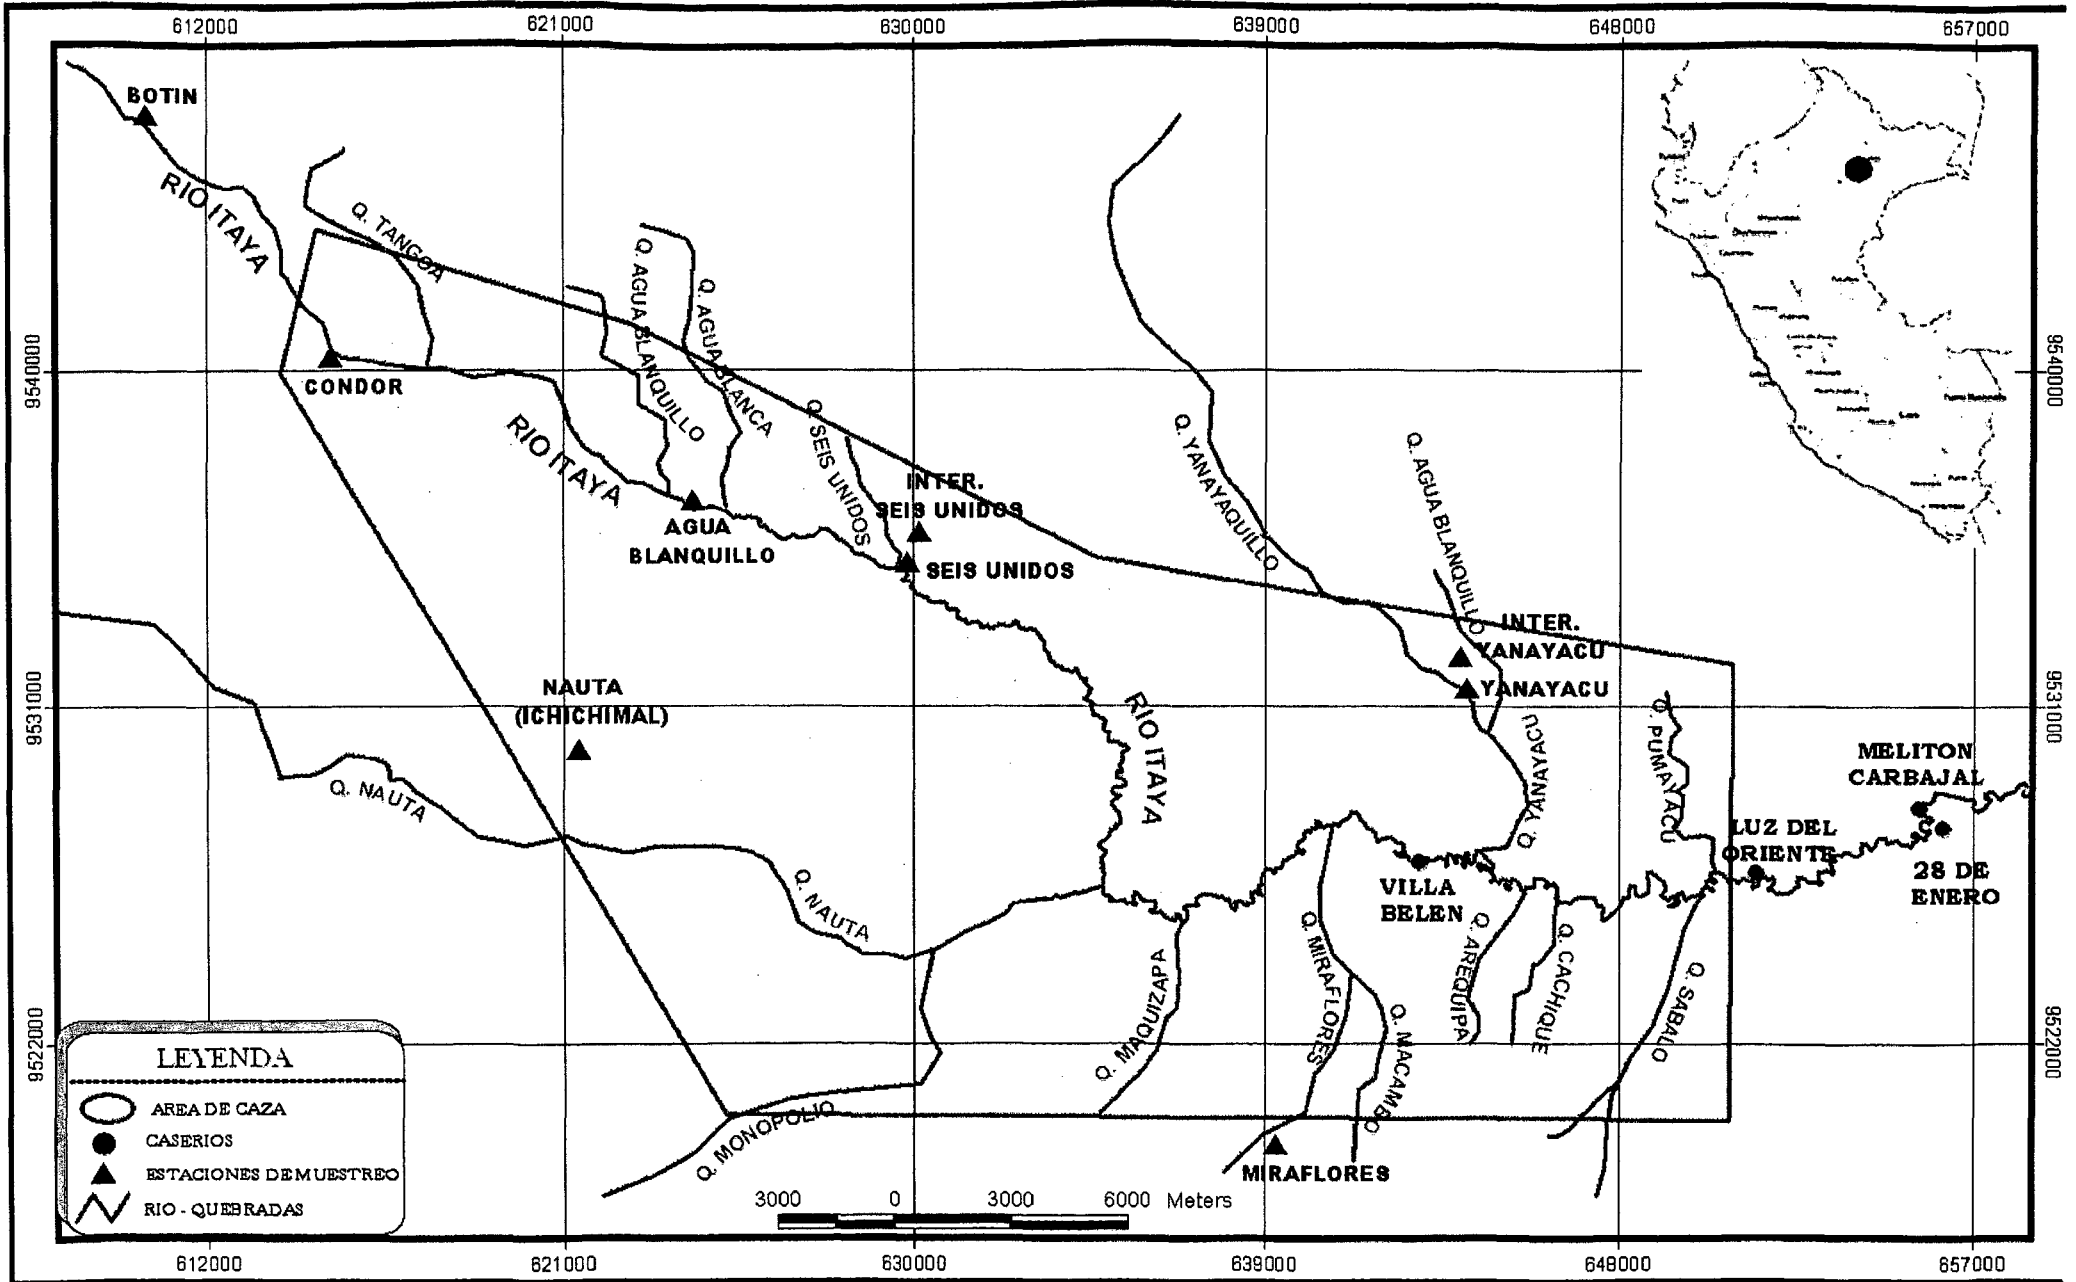 612000
621000
630000
639000
648000
657000
BOTIN
RIO ITAYA
Q. TANGOA
Q. AGUA BLANQUILLO
Q. AGUA BLANCA
9540000
9540000
CONDOR
RIO ITAYA
Q. SEIS UNIDOS
Q. YANAYAQUILLO
Q. AGUA BLANQUILLO
INTER.
SEIS UNIDOS
AGUA
BLANQUILLO
SEIS UNIDOS
INTER.
YANAYACU
YANAYACU
NAUTA
(ICHICHIMAL)
9531000
9531000
RIO ITAYA
Q. YANAYACU
Q. PUMAYACU
MELITON
CARBAJAL
Q. NAUTA
LUZ DEL
ORIENTE
28 DE
ENERO
VILLA
BELEN
Q. NAUTA
Q. MAQUIZAPA
Q. MIRAFLORES
Q. MACAMBO
Q. AREQUIPA
Q. CACHIQUE
Q. SABALO
9522000
9522000
LEYENDA
AREA DE CAZA
CASERIOS
ESTACIONES DE MUESTREO
RIO - QUEBRADAS
Q. MONOPOLIO
MIRAFLORES
3000 0 3000 6000 Meters
612000
621000
630000
639000
648000
657000